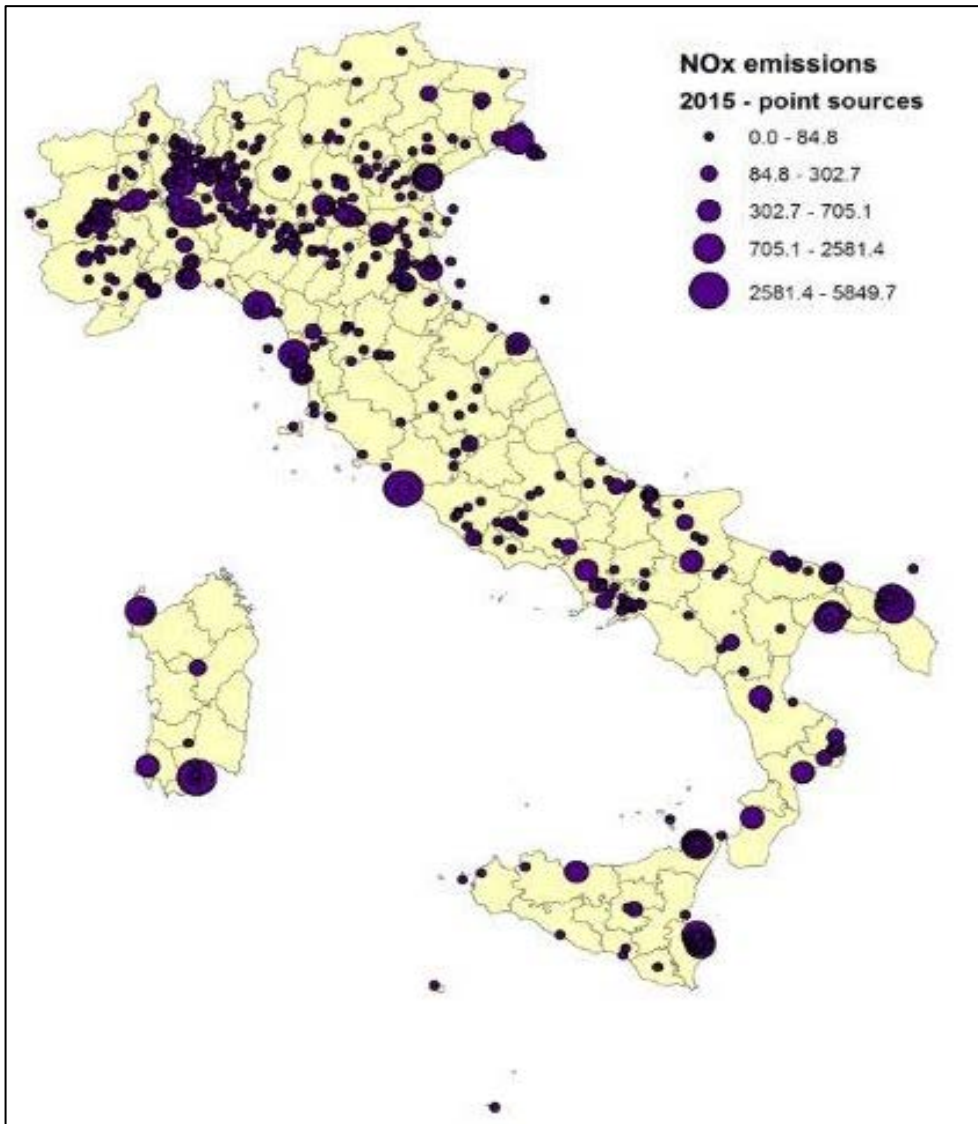 NOx emissions
2015 - point sources
0.0 - 84.8
84.8 - 302.7
302.7 - 705.1
705.1 - 2581.4
2581.4 - 5849.7